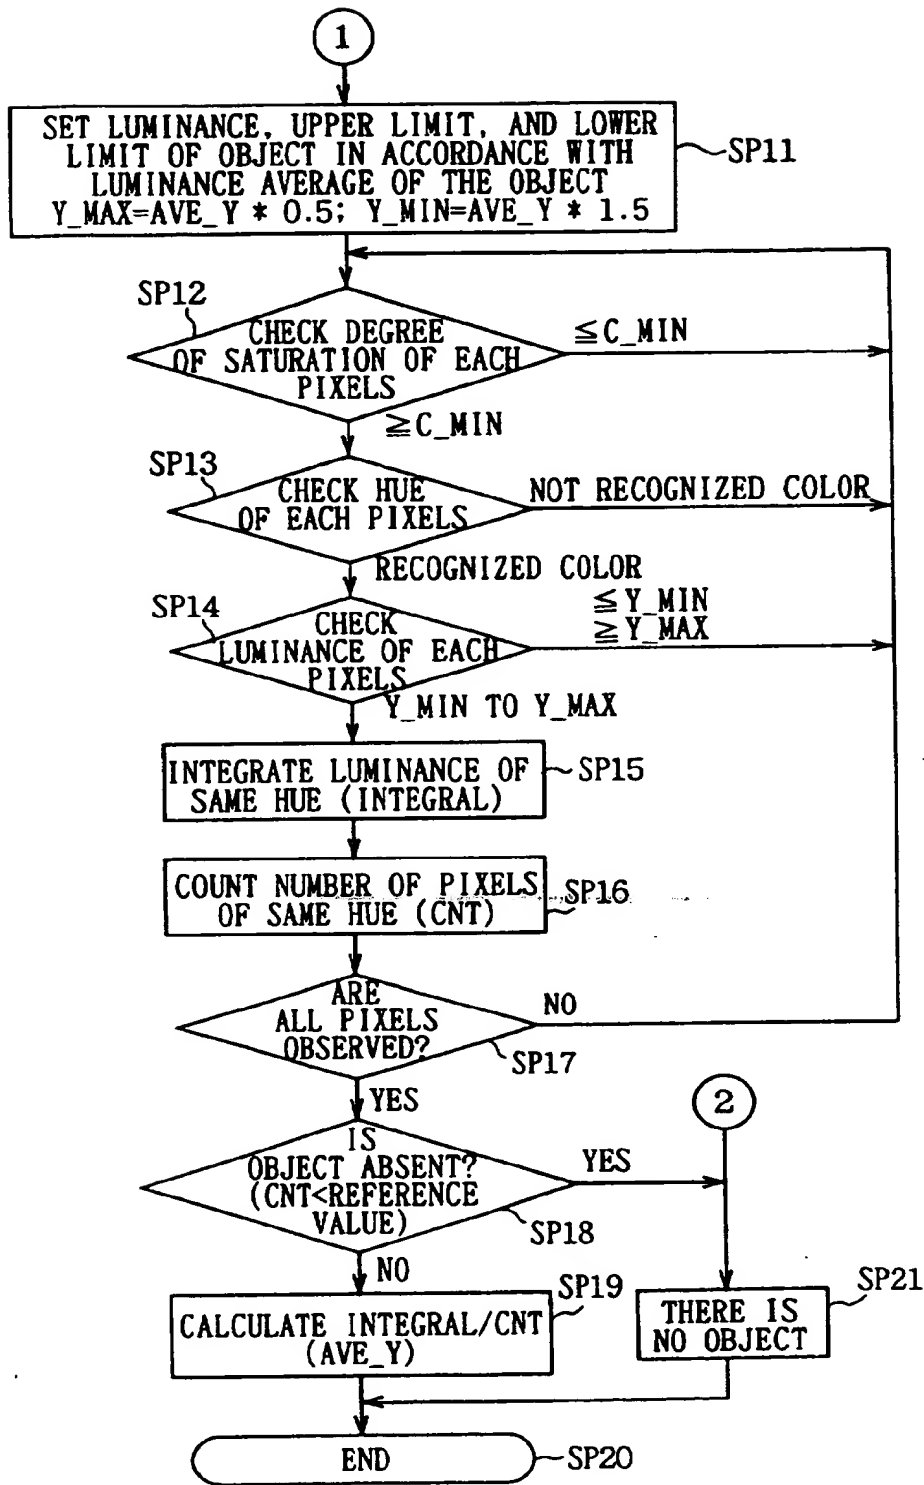 1
SET LUMINANCE, UPPER LIMIT, AND LOWER
LIMIT OF OBJECT IN ACCORDANCE WITH
LUMINANCE AVERAGE OF THE OBJECT
Y_MAX=AVE_Y * 0.5; Y_MIN=AVE_Y * 1.5
SP11
SP12
CHECK DEGREE
OF SATURATION OF EACH
PIXELS
≦C_MIN
≧C_MIN
SP13
CHECK HUE
OF EACH PIXELS
NOT RECOGNIZED COLOR
RECOGNIZED COLOR
SP14
CHECK
LUMINANCE OF EACH
PIXELS
≦Y_MIN
≧Y_MAX
Y_MIN TO Y_MAX
INTEGRATE LUMINANCE OF
SAME HUE (INTEGRAL)
SP15
COUNT NUMBER OF PIXELS
OF SAME HUE (CNT)
SP16
ARE
ALL PIXELS
OBSERVED?
NO
SP17
YES
2
IS
OBJECT ABSENT?
(CNT<REFERENCE
VALUE)
YES
SP18
NO
CALCULATE INTEGRAL/CNT
(AVE_Y)
SP19
THERE IS
NO OBJECT
SP21
END
SP20